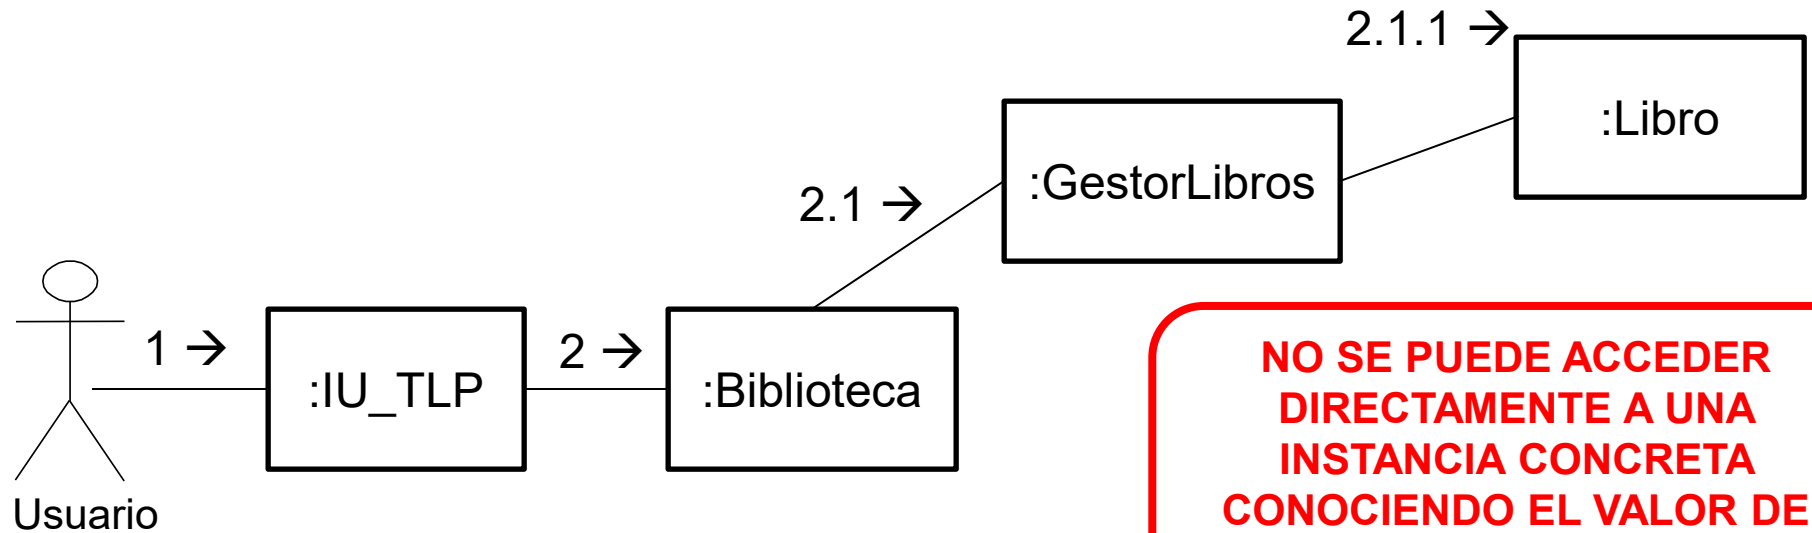 2.1.1 →
:Libro
:GestorLibros
2.1 →
1 →
:IU_TLP
2 →
:Biblioteca
Usuario
NO SE PUEDE ACCEDER
DIRECTAMENTE A UNA
INSTANCIA CONCRETA
CONOCIENDO EL VALOR DE